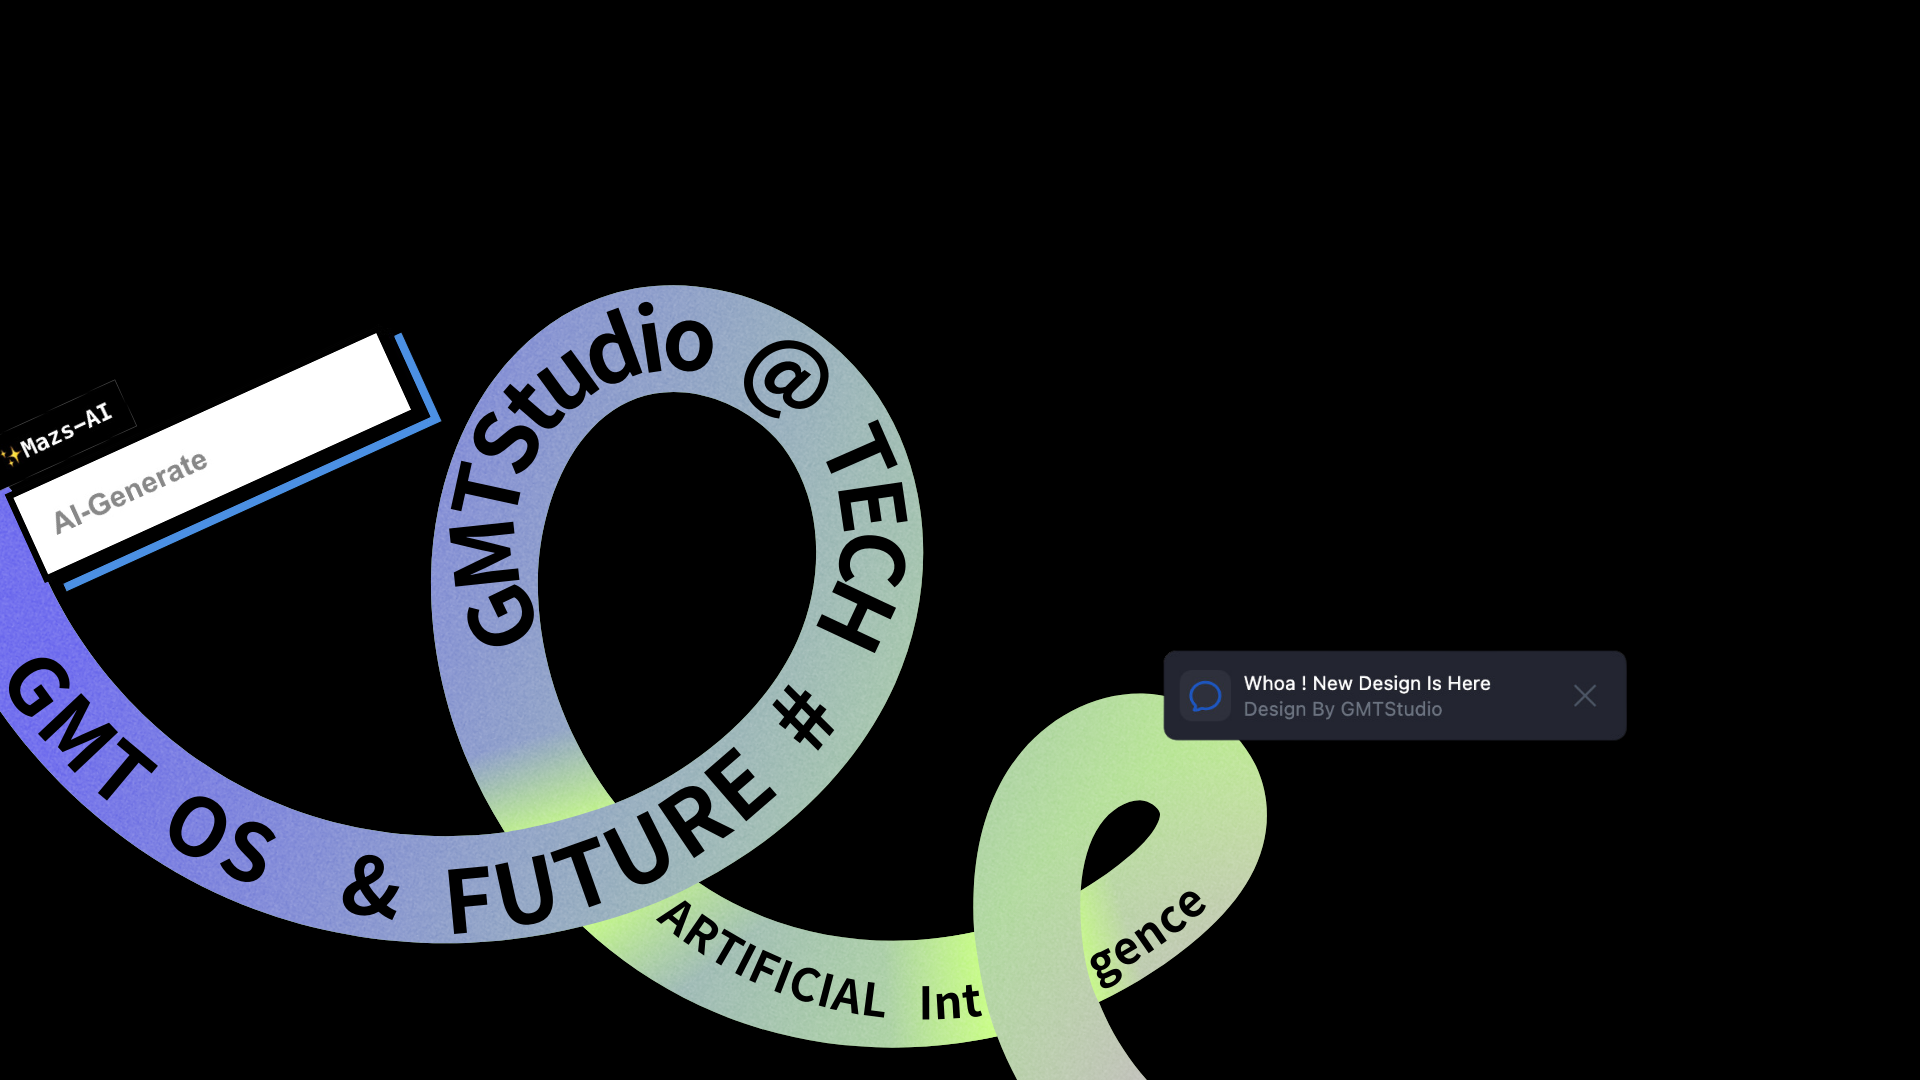 ✨Mazs-AI
AI-Generate
GMT OS & FUTURE # TECH @ GMTStudio
ARTIFICIAL Int gence
Whoa ! New Design Is Here
Design By GMTStudio